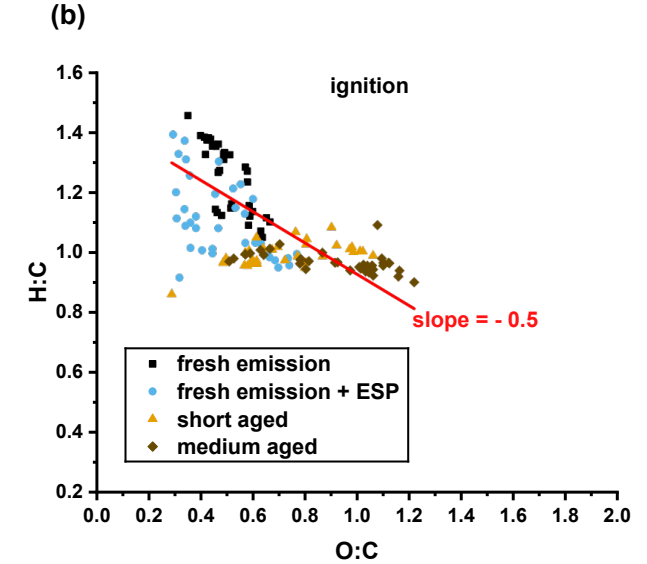 (b)
ignition
1.6
1.4
1.2
1.0
0.8
0.6
0.4
0.2
H:C
slope = - 0.5
fresh emission
fresh emission + ESP
short aged
medium aged
0.0 0.2 0.4 0.6 0.8 1.0 1.2 1.4 1.6 1.8 2.0
O:C